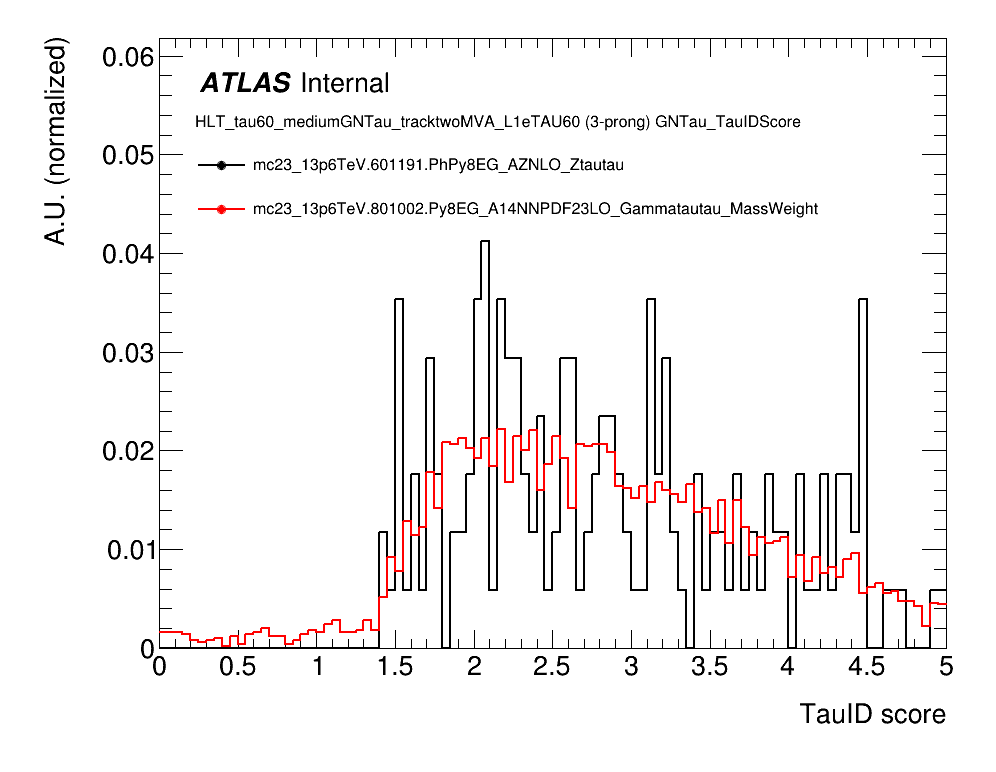 A.U. (normalized)
0.06
0.05
0.04
0.03
0.02
0.01
0
ATLAS Internal
HLT_tau60_mediumGNTau_tracktwoMVA_L1eTAU60 (3-prong) GNTau_TauIDScore
mc23_13p6TeV.601191.PhPy8EG_AZNLO_Ztautau
mc23_13p6TeV.801002.Py8EG_A14NNPDF23LO_Gammatautau_MassWeight
0 0.5 1 1.5 2 2.5 3 3.5 4 4.5 5
TauID score